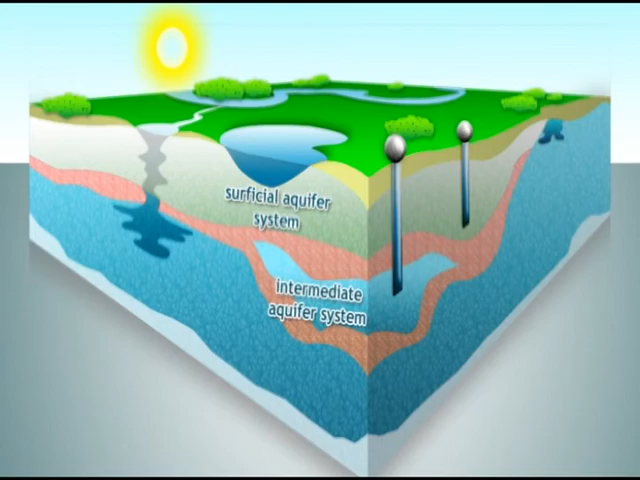 surficial aquifer
system
intermediate
aquifer system